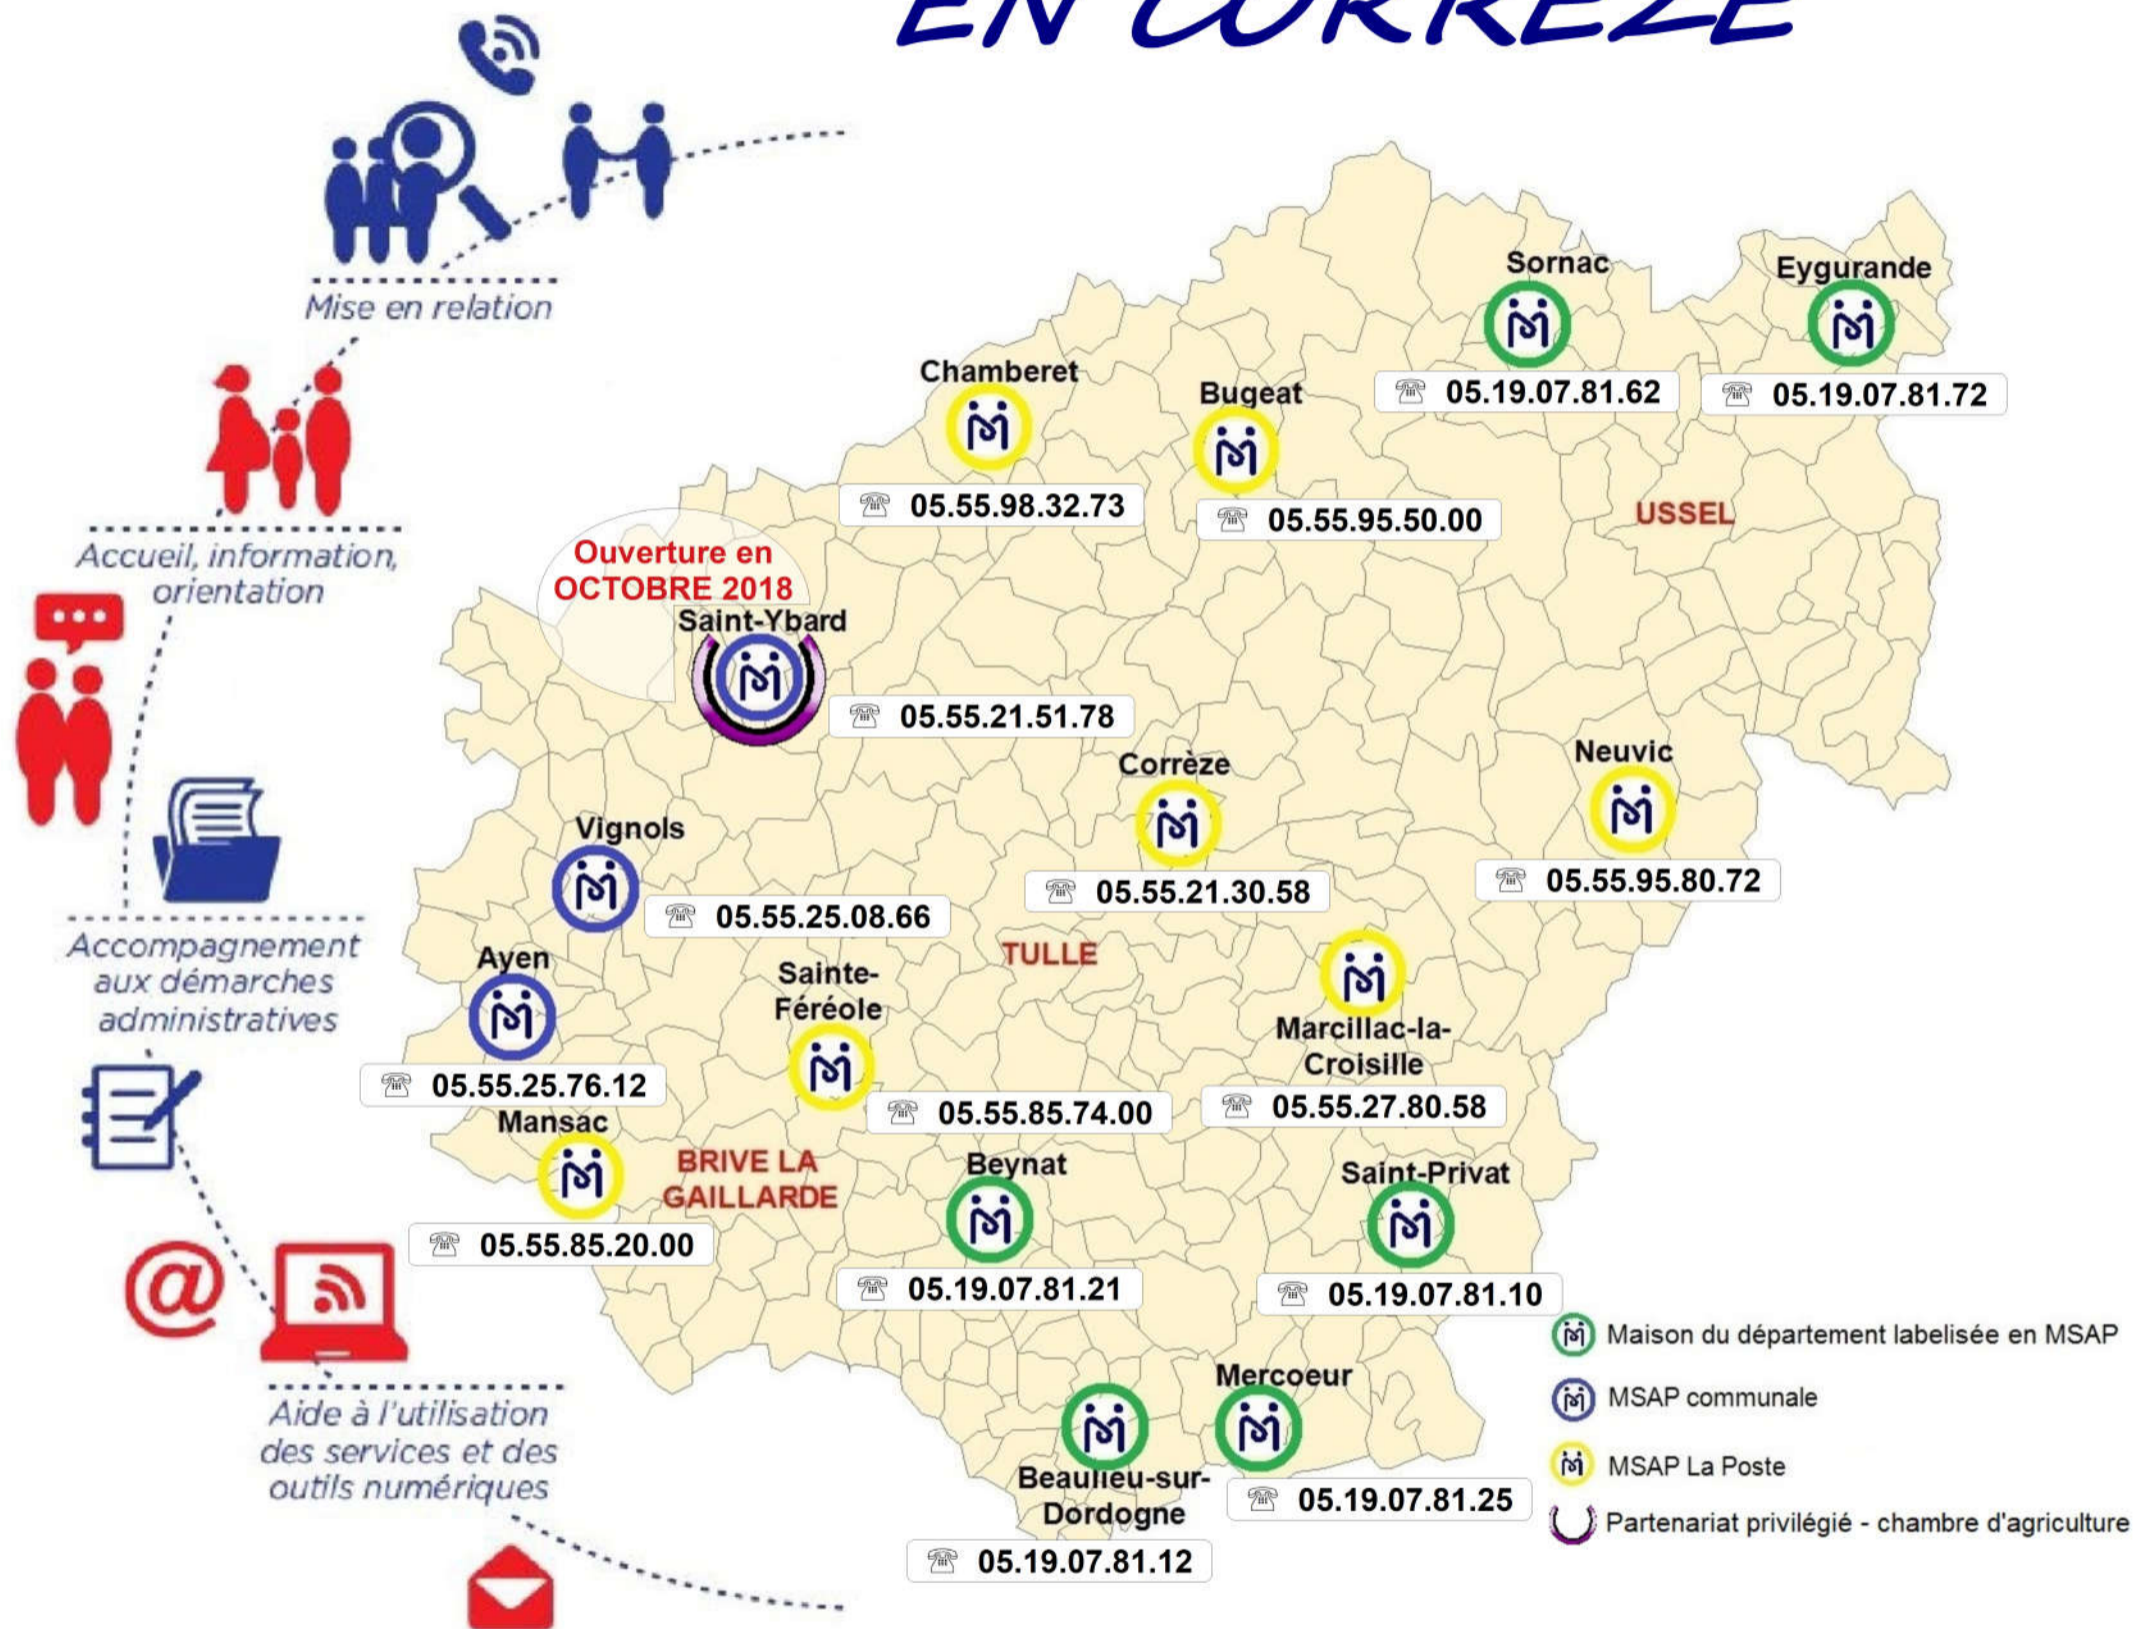 EN CORRÈZE
Mise en relation
Accueil, information,
orientation
Accompagnement
aux démarches
administratives
@
Aide à l'utilisation
des services et des
outils numériques
Sornac
05.19.07.81.62
Eygurande
05.19.07.81.72
Chamberet
05.55.98.32.73
Bugeat
05.55.95.50.00
USSEL
Ouverture en
OCTOBRE 2018
Saint-Ybard
05.55.21.51.78
Corrèze
05.55.21.30.58
Neuvic
05.55.95.80.72
Vignols
05.55.25.08.66
TULLE
Ayen
05.55.25.76.12
Sainte-
Féréole
05.55.85.74.00
Marcillac-la-
Croisille
05.55.27.80.58
Mansac
05.55.85.20.00
BRIVE LA
GAILLARDE
Beynat
05.19.07.81.21
Saint-Privat
05.19.07.81.10
Mercoeur
05.19.07.81.25
Beaulieu-sur-
Dordogne
05.19.07.81.12
Maison du département labelisée en MSAP
MSAP communale
MSAP La Poste
Partenariat privilégié - chambre d'agriculture